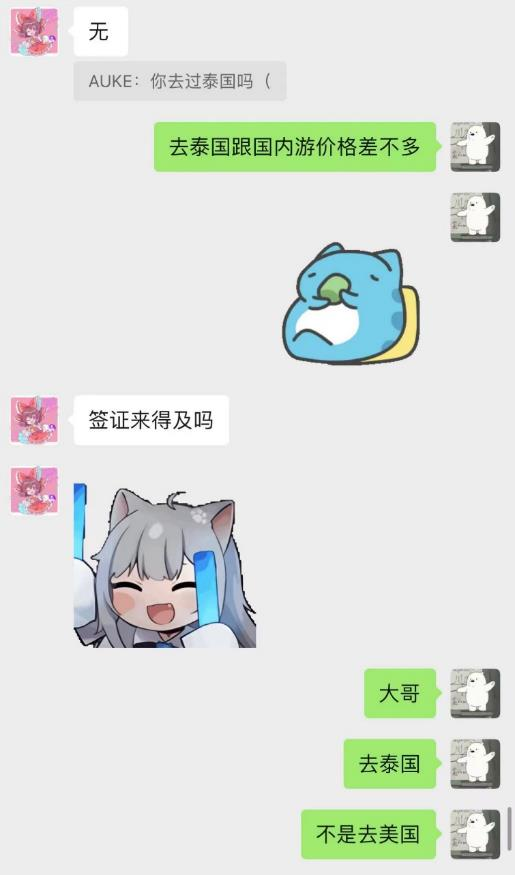 无
AUKE：你去过泰国吗（
去泰国跟国内游价格差不多
签证来得及吗
大哥
去泰国
不是去美国